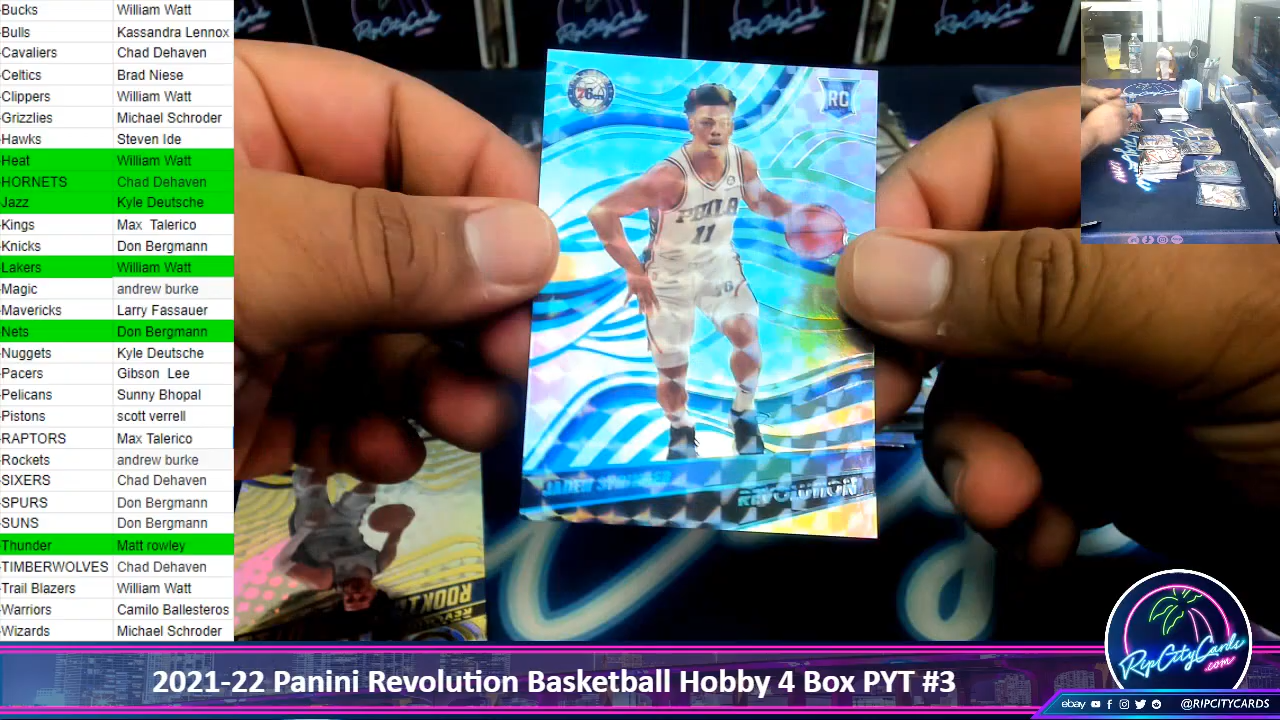 -Bucks William Watt
-Bulls Kassandra Lennox
-Cavaliers Chad Dehaven
-Celtics Brad Niese
-Clippers William Watt
-Grizzlies Michael Schroder
-Hawks Steven Ide
-Heat William Watt
-HORNETS Chad Dehaven
-Jazz Kyle Deutsche
-Kings Max Talerico
-Knicks Don Bergmann
-Lakers William Watt
-Magic andrew burke
-Mavericks Larry Fassauer
-Nets Don Bergmann
-Nuggets Kyle Deutsche
-Pacers Gibson Lee
-Pelicans Sunny Bhopal
-Pistons scott verrell
-RAPTORS Max Talerico
-Rockets andrew burke
-SIXERS Chad Dehaven
-SPURS Don Bergmann
-SUNS Don Bergmann
-Thunder Matt rowley
-TIMBERWOLVES Chad Dehaven
-Trail Blazers William Watt
-Warriors Camilo Ballesteros
-Wizards Michael Schroder
RC
PHILA
11
REVOLUTION
RipCityCards
.com
2021-22 Panini Revolution Basketball Hobby 4 Box PYT #3
ebay
@RIPCITYCARDS